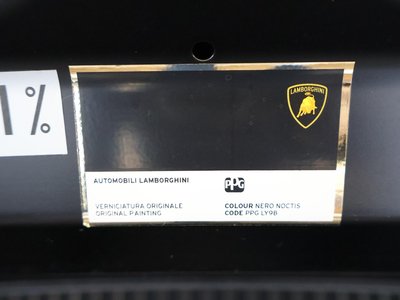 LAMBORGHINI
1%
AUTOMOBILI LAMBORGHINI
PPG
VERNICIATURA ORIGINALE
ORIGINAL PAINTING
COLOUR NERO NOCTIS
CODE PPG LY9B